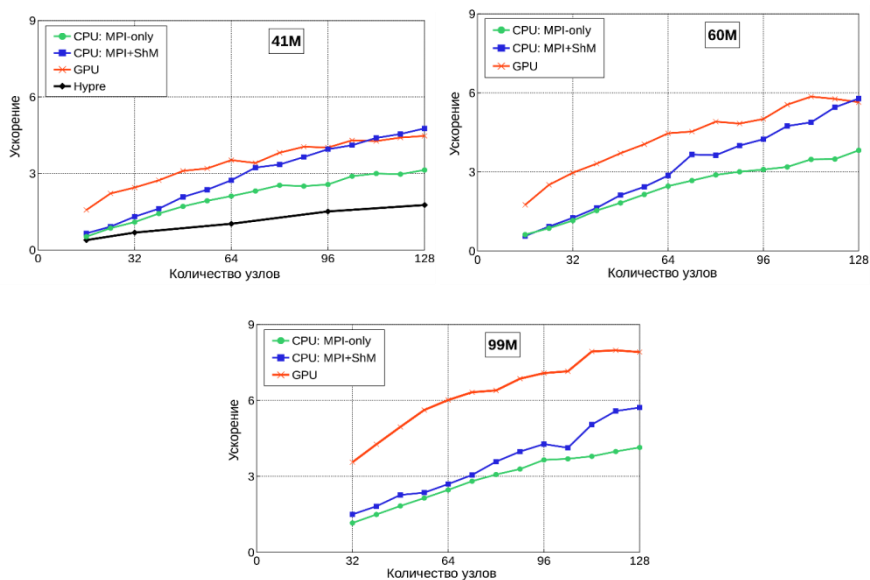 9
6
3
0
Ускорение
CPU: MPI-only
CPU: MPI+ShM
GPU
Hypre
41M
0
32
64
96
128
Количество узлов
9
6
3
0
Ускорение
CPU: MPI-only
CPU: MPI+ShM
GPU
60M
0
32
64
96
128
Количество узлов
9
6
3
0
Ускорение
CPU: MPI-only
CPU: MPI+ShM
GPU
99M
0
32
64
96
128
Количество узлов